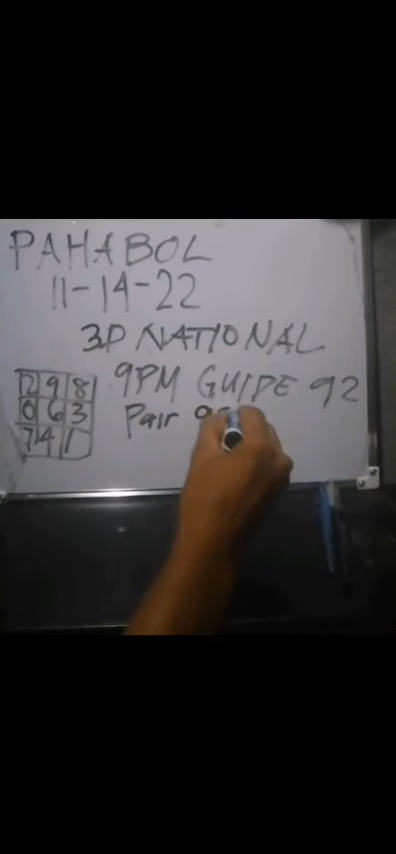 PAHABOL
11-14-22
3D NATIONAL
9PM GUIDE 92
Pair
2 9 8
0 6 3
7 4 1